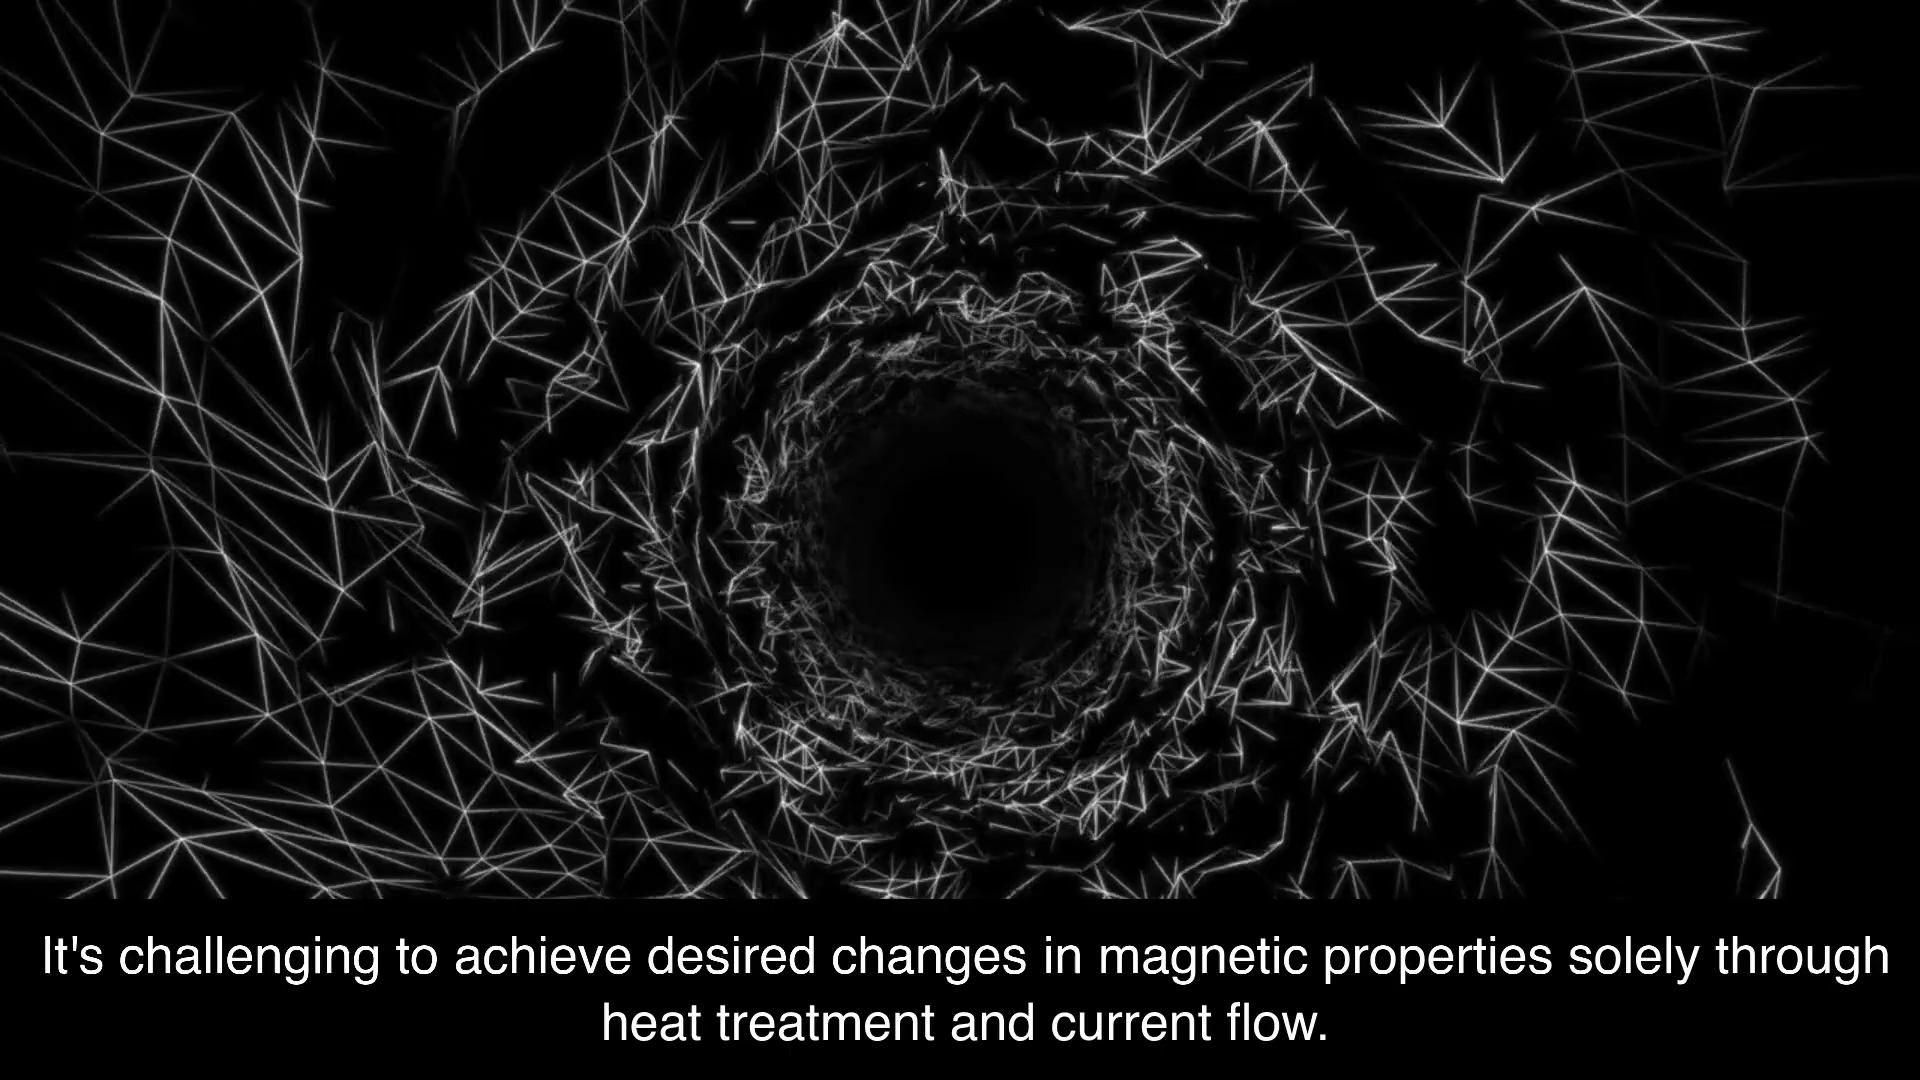 It's challenging to achieve desired changes in magnetic properties solely through
heat treatment and current flow.